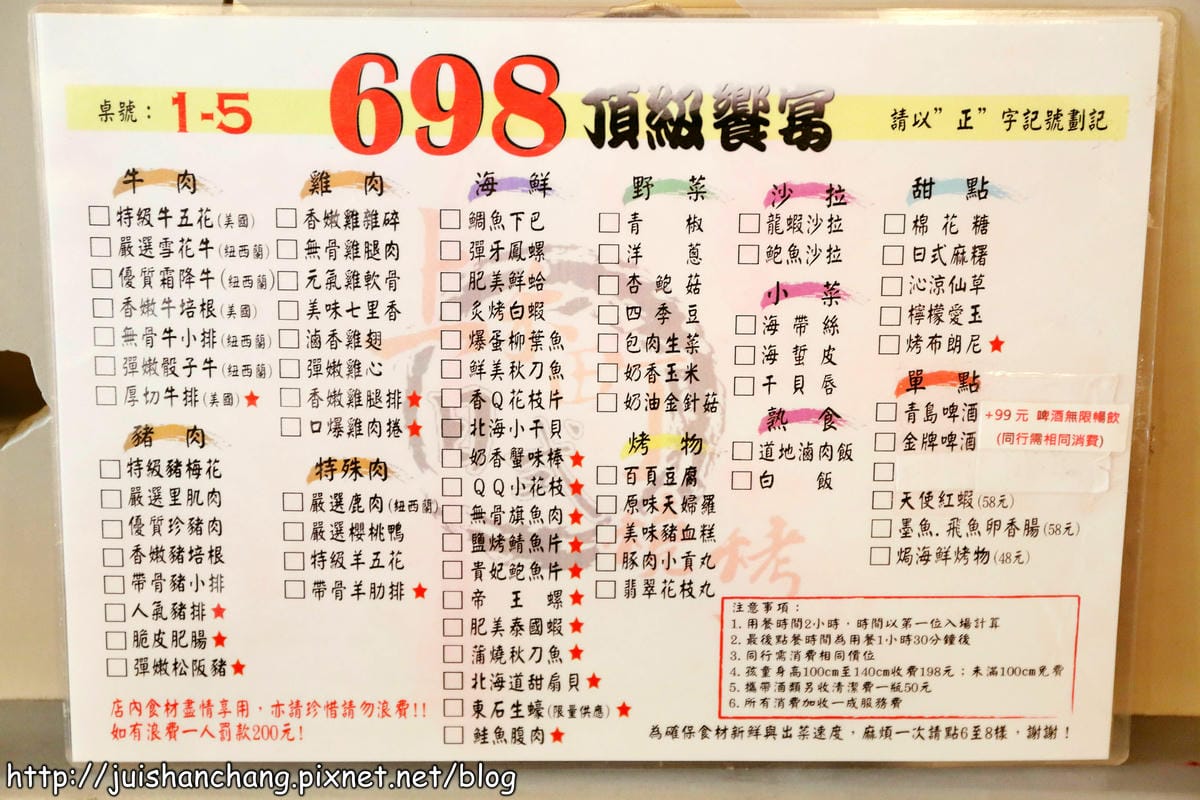 桌號：1-5
698 頂級饗宴
請以”正”字記號劃記
牛肉
特級牛五花(美國)
嚴選雪花牛(紐西蘭)
優質霜降牛(紐西蘭)
香嫩牛培根(美國)
無骨牛小排(紐西蘭)
彈嫩骰子牛(紐西蘭)
厚切牛排(美國)★
豬肉
特級豬梅花
嚴選里肌肉
優質珍豬肉
香嫩豬培根
帶骨豬小排
人氣豬排★
脆皮肥腸★
彈嫩松阪豬★
店內食材盡情享用，亦請珍惜請勿浪費!!
如有浪費一人罰款200元!
雞肉
香嫩雞雜碎
無骨雞腿肉
元氣雞軟骨
美味七里香
滷香雞翅
彈嫩雞心
香嫩雞腿排★
口爆雞肉捲★
特殊肉
嚴選鹿肉(紐西蘭)
嚴選櫻桃鴨
特級羊五花
帶骨羊肋排★
海鮮
鯛魚下巴
彈牙鳳螺
肥美鮮蛤
炙烤白蝦
爆蛋柳葉魚
鮮美秋刀魚
香Q花枝片
北海小干貝
奶香蟹味棒★
QQ小花枝★
無骨旗魚肉★
鹽烤鯖魚片★
貴妃鮑魚片★
帝王螺★
肥美泰國蝦★
蒲燒秋刀魚★
北海道甜扇貝★
東石生蠔(限量供應)★
鮭魚腹肉★
野菜
青椒
洋蔥
杏鮑菇
四季豆
包肉生菜
奶香玉米
奶油金針菇
烤物
百頁豆腐
原味天婦羅
美味豬血糕
豚肉小貢丸
翡翠花枝丸
沙拉
龍蝦沙拉
鮑魚沙拉
小菜
海帶絲
海蜇皮
干貝唇
熟食
道地滷肉飯
白飯
甜點
棉花糖
日式麻糬
沁涼仙草
檸檬愛玉
烤布朗尼★
單點
青島啤酒
金牌啤酒
+99元 啤酒無限暢飲
(同行需相同消費)
天使紅蝦(58元)
墨魚.飛魚卵香腸(58元)
焗海鮮烤物(48元)
注意事項：
1.用餐時間2小時，時間以第一位入場計算
2.最後點餐時間為用餐1小時30分鐘後
3.同行需消費相同價位
4.孩童身高100cm至140cm收費198元；未滿100cm免費
5.攜帶酒類另收清潔費一瓶50元
6.所有消費加收一成服務費
為確保食材新鮮與出菜速度，麻煩一次請點6至8樣，謝謝！
http://juishanchang.pixnet.net/blog